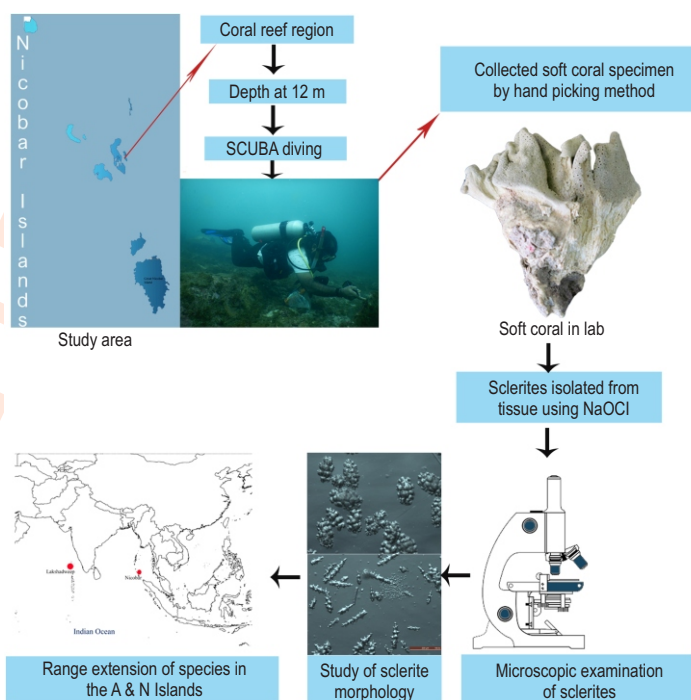 Nicobar Islands
Study area
Coral reef region
Depth at 12 m
SCUBA diving
Collected soft coral specimen
by hand picking method
Soft coral in lab
Sclerites isolated from
tissue using NaOCl
Microscopic examination
of sclerites
Study of sclerite
morphology
Lakshadweep
Nicobar
Indian Ocean
Range extension of species in
the A & N Islands